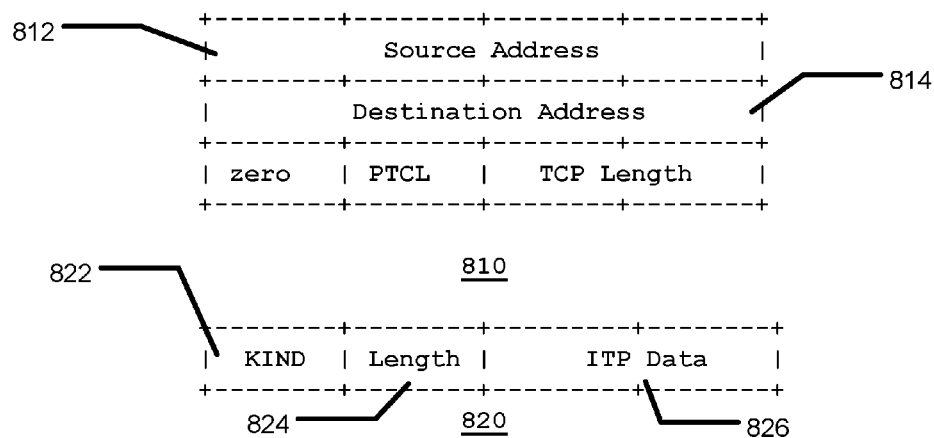 +--------+--------+--------+--------+
812 | Source Address |
+--------+--------+--------+--------+
| Destination Address | 814
+--------+--------+--------+--------+
| zero | PTCL | TCP Length |
+--------+--------+--------+--------+
810
822
+--------+--------+---------+--------+
| KIND | Length | ITP Data |
+--------+--------+---------+--------+
824 820 826